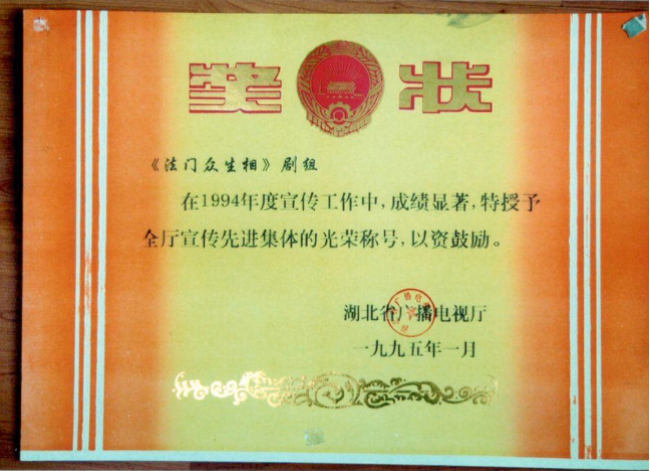 奖状
《法门众生相》剧组
在1994年度宣传工作中,成绩显著,特授予
全厅宣传先进集体的光荣称号,以资鼓励。
湖北省广播电视厅
一九九五年一月